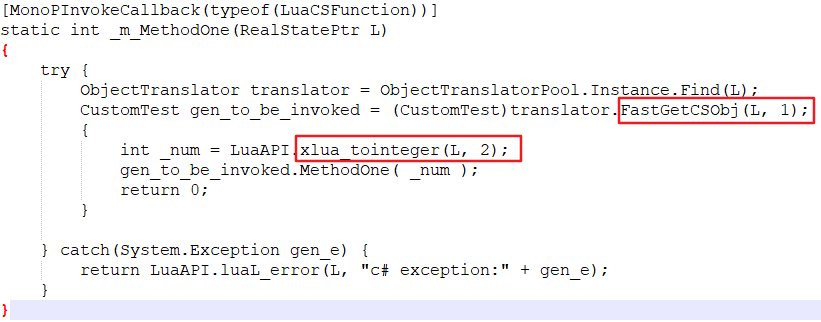 [MonoPInvokeCallback(typeof(LuaCSFunction))]
static int _m_MethodOne(RealStatePtr L)
{
    try {
        ObjectTranslator translator = ObjectTranslatorPool.Instance.Find(L);
        CustomTest gen_to_be_invoked = (CustomTest)translator.FastGetCSObj(L, 1);
        {
            int _num = LuaAPI.xlua_tointeger(L, 2);
            gen_to_be_invoked.MethodOne( _num );
            return 0;
        }
    } catch(System.Exception gen_e) {
        return LuaAPI.luaL_error(L, "c# exception:" + gen_e);
    }
}